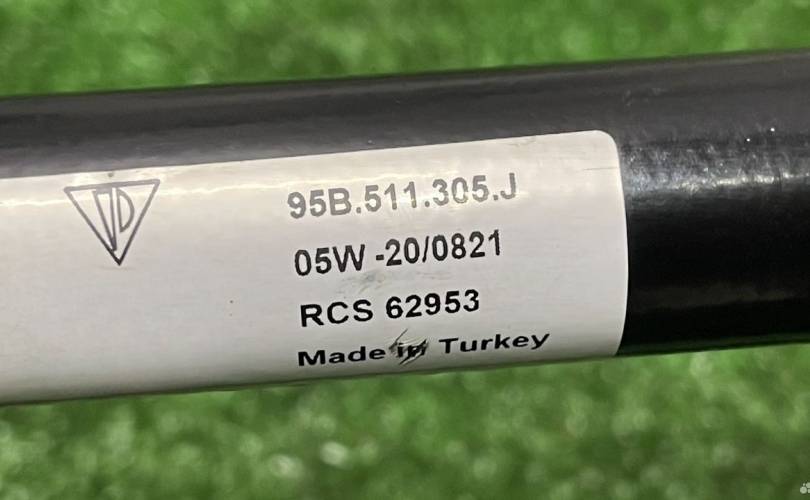 95B.511.305.J
05W -20/0821
RCS 62953
Made in Turkey